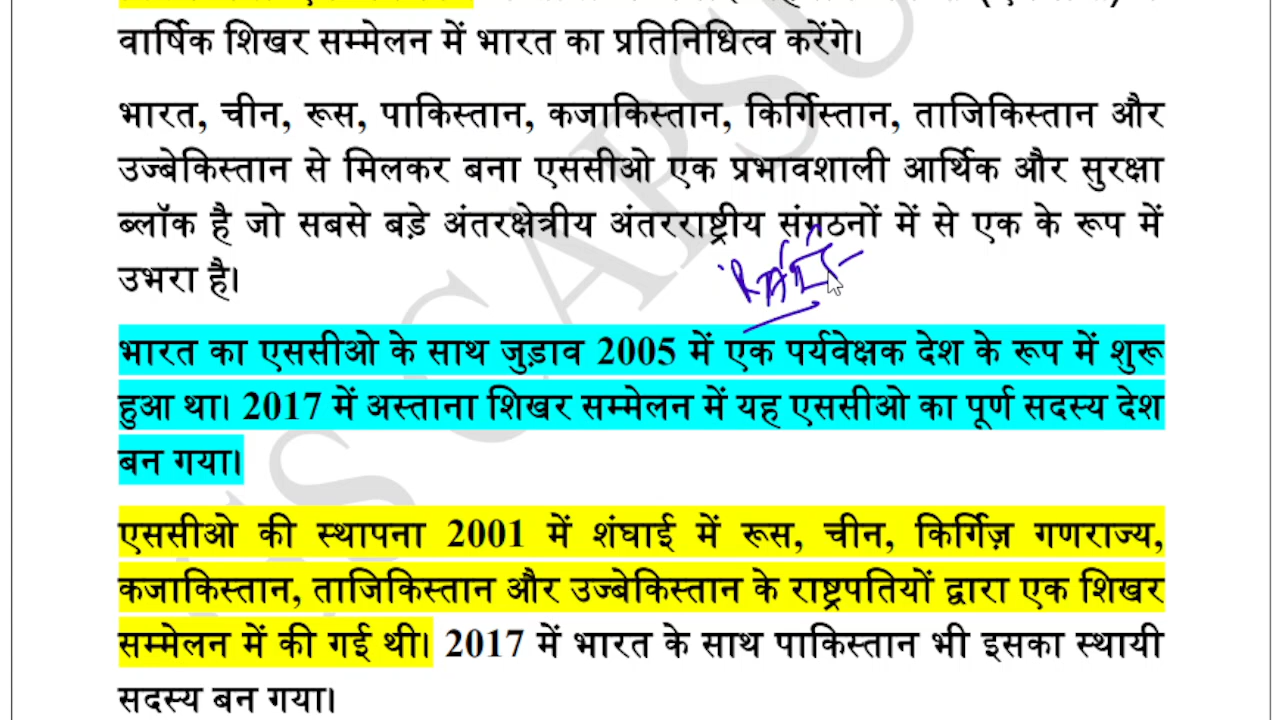 वार्षिक शिखर सम्मेलन में भारत का प्रतिनिधित्व करेंगे।
भारत, चीन, रूस, पाकिस्तान, कजाकिस्तान, किर्गिस्तान, ताजिकिस्तान और
उज्बेकिस्तान से मिलकर बना एससीओ एक प्रभावशाली आर्थिक और सुरक्षा
ब्लॉक है जो सबसे बड़े अंतरक्षेत्रीय अंतरराष्ट्रीय संगठनों में से एक के रूप में
उभरा है।
भारत का एससीओ के साथ जुड़ाव 2005 में एक पर्यवेक्षक देश के रूप में शुरू
हुआ था। 2017 में अस्ताना शिखर सम्मेलन में यह एससीओ का पूर्ण सदस्य देश
बन गया।
एससीओ की स्थापना 2001 में शंघाई में रूस, चीन, किर्गिज़ गणराज्य,
कजाकिस्तान, ताजिकिस्तान और उज्बेकिस्तान के राष्ट्रपतियों द्वारा एक शिखर
सम्मेलन में की गई थी। 2017 में भारत के साथ पाकिस्तान भी इसका स्थायी
सदस्य बन गया।